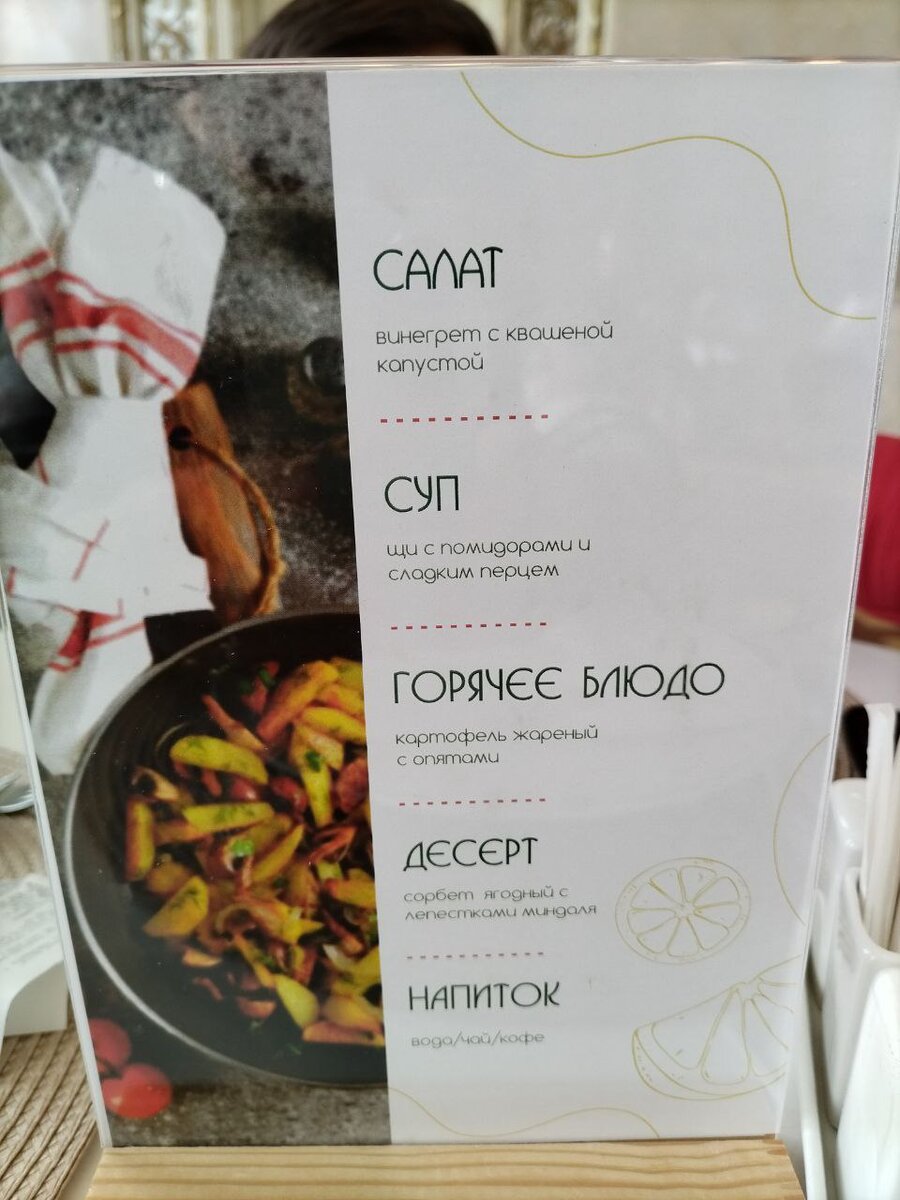 САЛАТ
винегрет с квашеной
капустой
СУП
щи с помидорами и
сладким перцем
ГОРЯЧЕЕ БЛЮДО
картофель жареный
с опятами
ДЕСЕРТ
сорбет ягодный с
лепестками миндаля
НАПИТОК
вода/чай/кофе